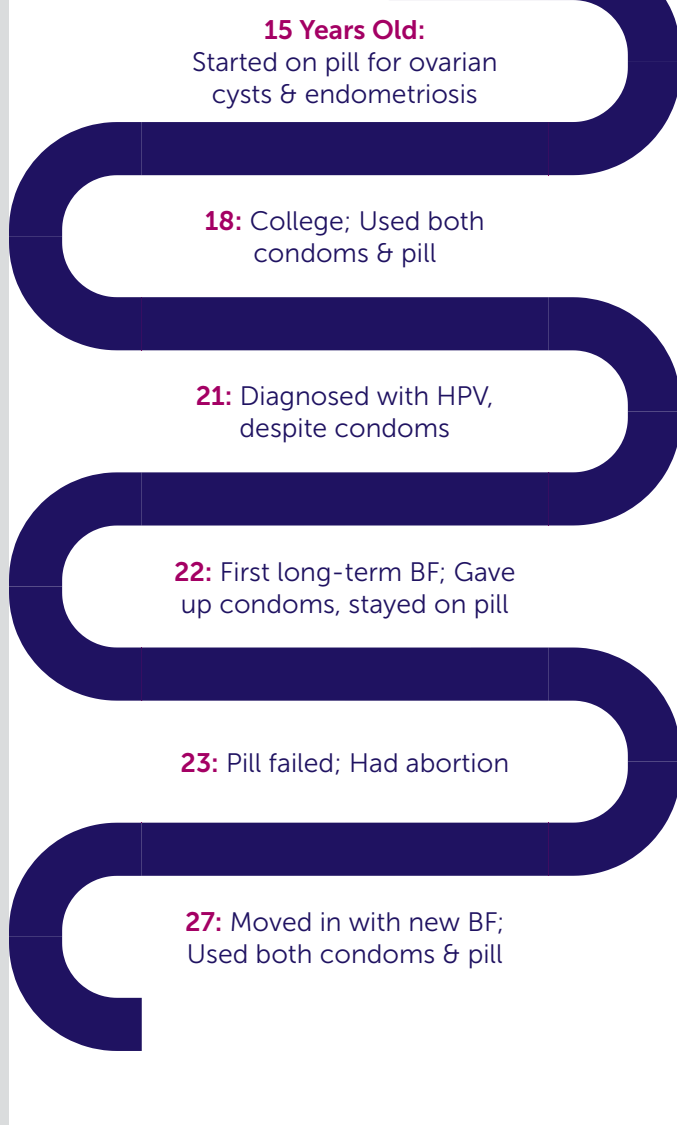 15 Years Old:
Started on pill for ovarian
cysts & endometriosis
18: College; Used both
condoms & pill
21: Diagnosed with HPV,
despite condoms
22: First long-term BF; Gave
up condoms, stayed on pill
23: Pill failed; Had abortion
27: Moved in with new BF;
Used both condoms & pill